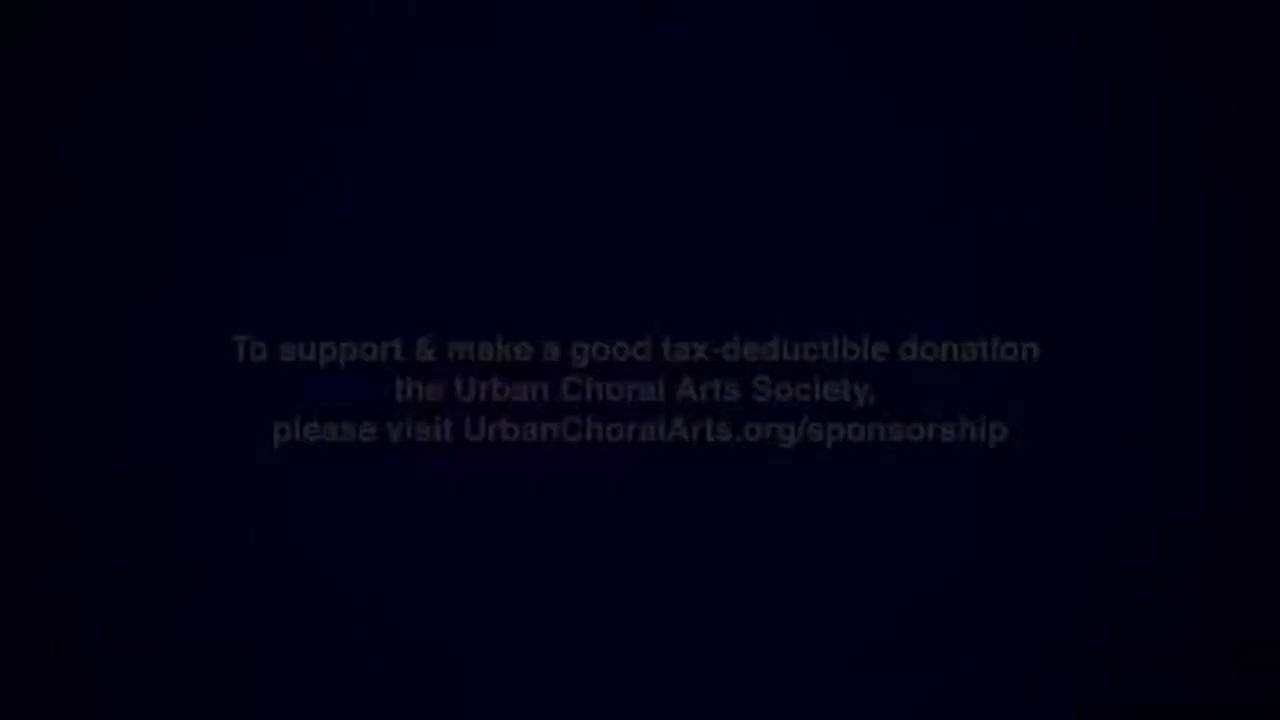 To support & make a good tax-deductible donation
the Urban Choral Arts Society,
please visit UrbanChoralArts.org/sponsorship